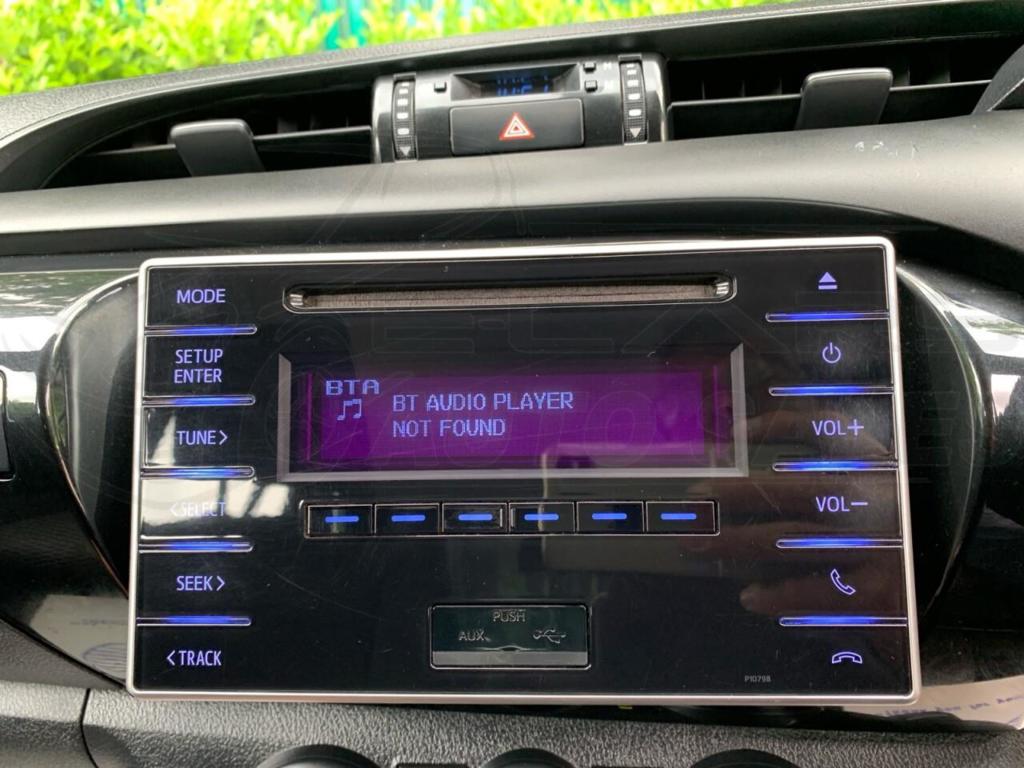 MODE
SETUP
ENTER
TUNE>
<SELECT
SEEK>
<TRACK
BTA
BT AUDIO PLAYER
NOT FOUND
PUSH
AUX
VOL+
VOL-
P10798